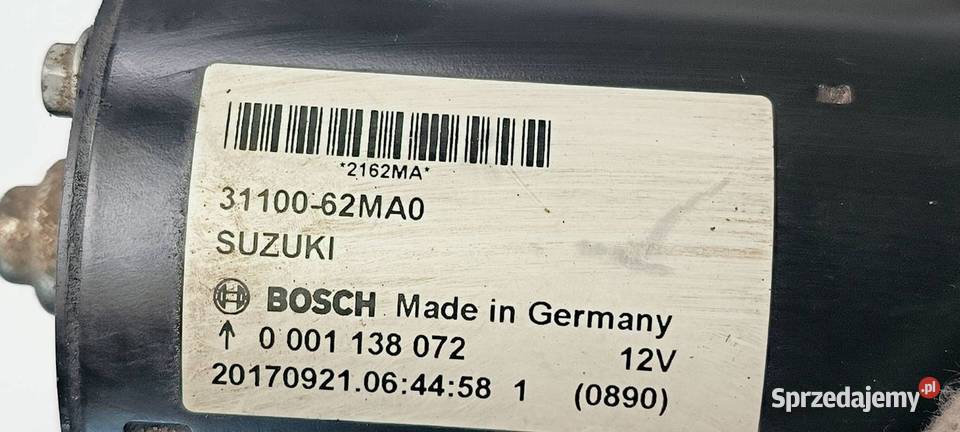 *2162MA*
31100-62MA0
SUZUKI
BOSCH Made in Germany
↑ 0 001 138 072 12V
20170921.06:44:58 1 (0890)
Sprzedajemy.pl